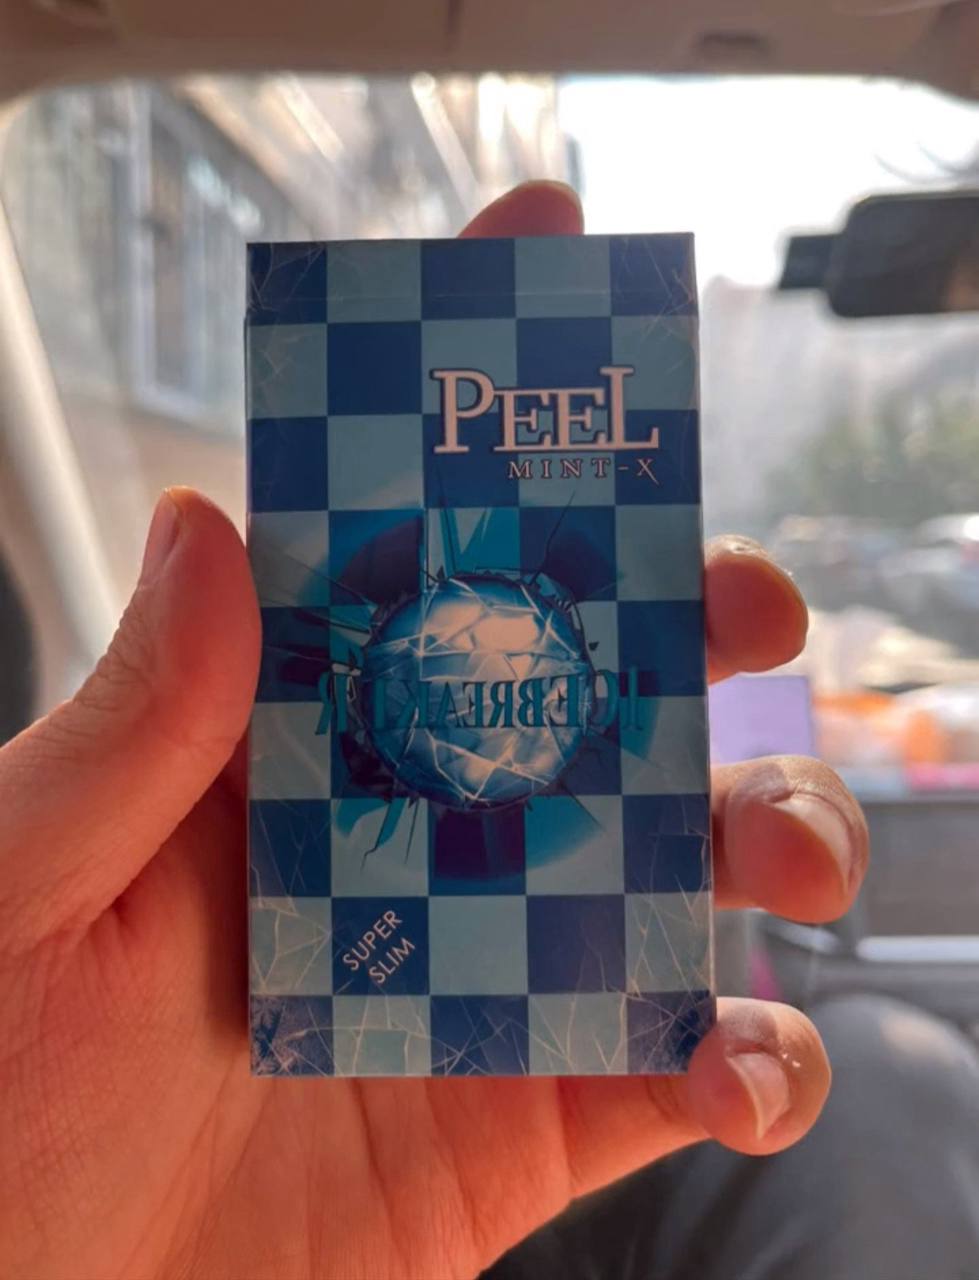 PEEL
MINT-X
ICEBREAKER
SUPER
SLIM